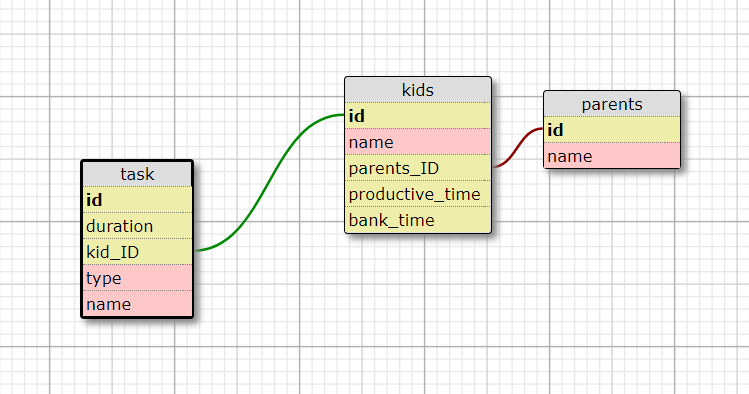 task
id
duration
kid_ID
type
name
kids
id
name
parents_ID
productive_time
bank_time
parents
id
name